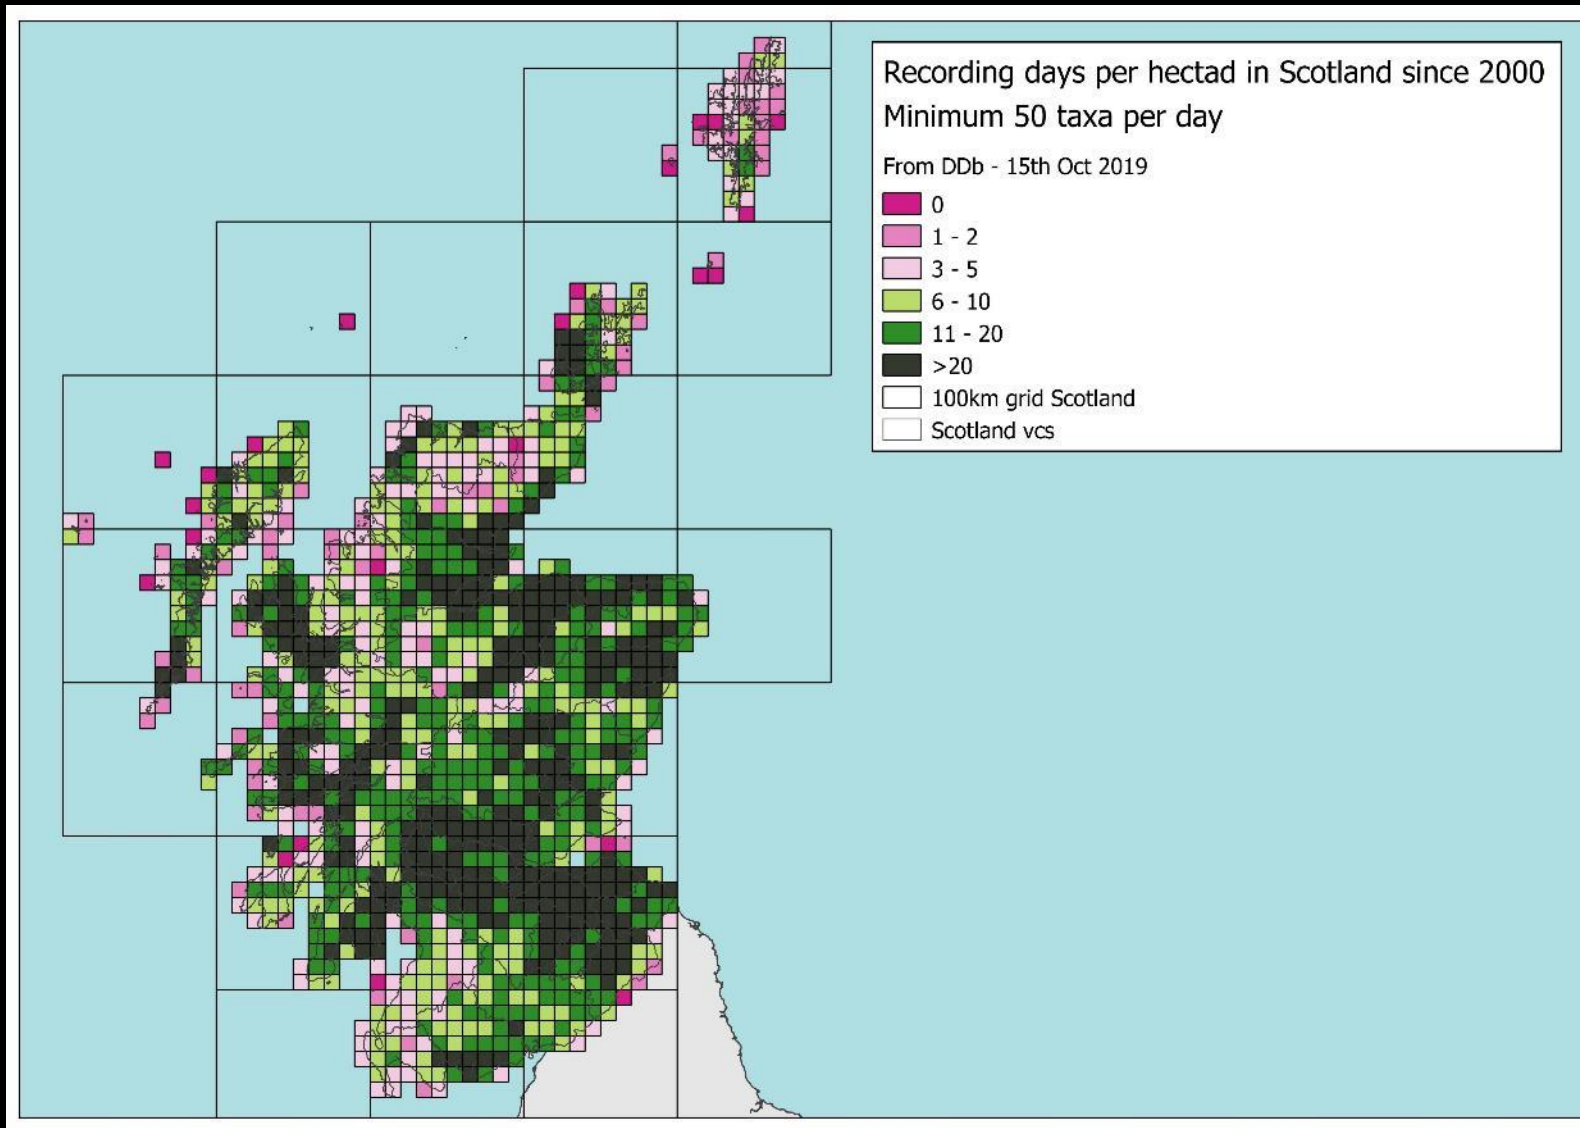 Recording days per hectad in Scotland since 2000
Minimum 50 taxa per day
From DDb - 15th Oct 2019
0
1 - 2
3 - 5
6 - 10
11 - 20
>20
100km grid Scotland
Scotland vcs